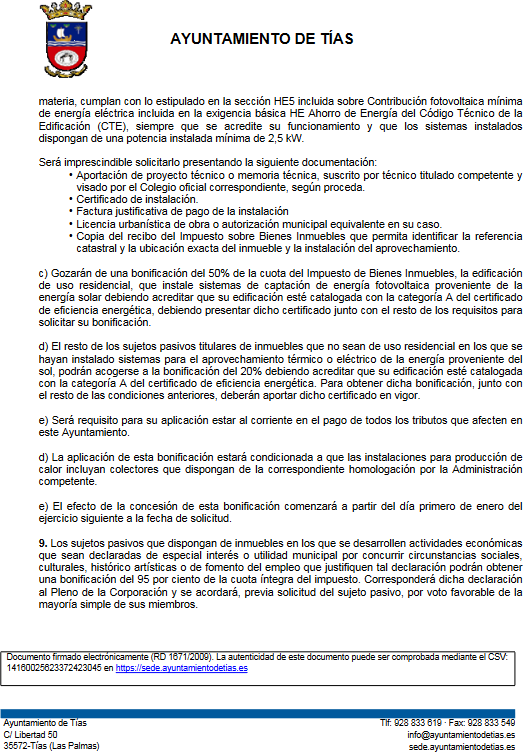 AYUNTAMIENTO DE TÍAS
materia, cumplan con lo estipulado en la sección HE5 incluida sobre Contribución fotovoltaica mínima
de energía eléctrica incluida en la exigencia básica HE Ahorro de Energía del Código Técnico de la
Edificación (CTE), siempre que se acredite su funcionamiento y que los sistemas instalados
dispongan de una potencia instalada mínima de 2,5 kW.
Será imprescindible solicitarlo presentando la siguiente documentación:
• Aportación de proyecto técnico o memoria técnica, suscrito por técnico titulado competente y
visado por el Colegio oficial correspondiente, según proceda.
• Certificado de instalación.
• Factura justificativa de pago de la instalación
• Licencia urbanística de obra o autorización municipal equivalente en su caso.
• Copia del recibo del Impuesto sobre Bienes Inmuebles que permita identificar la referencia
catastral y la ubicación exacta del inmueble y la instalación del aprovechamiento.
c) Gozarán de una bonificación del 50% de la cuota del Impuesto de Bienes Inmuebles, la edificación
de uso residencial, que instale sistemas de captación de energía fotovoltaica proveniente de la
energía solar debiendo acreditar que su edificación esté catalogada con la categoría A del certificado
de eficiencia energética, debiendo presentar dicho certificado junto con el resto de los requisitos para
solicitar su bonificación.
d) El resto de los sujetos pasivos titulares de inmuebles que no sean de uso residencial en los que se
hayan instalado sistemas para el aprovechamiento térmico o eléctrico de la energía proveniente del
sol, podrán acogerse a la bonificación del 20% debiendo acreditar que su edificación esté catalogada
con la categoría A del certificado de eficiencia energética. Para obtener dicha bonificación, junto con
el resto de las condiciones anteriores, deberán aportar dicho certificado en vigor.
e) Será requisito para su aplicación estar al corriente en el pago de todos los tributos que afecten en
este Ayuntamiento.
d) La aplicación de esta bonificación estará condicionada a que las instalaciones para producción de
calor incluyan colectores que dispongan de la correspondiente homologación por la Administración
competente.
e) El efecto de la concesión de esta bonificación comenzará a partir del día primero de enero del
ejercicio siguiente a la fecha de solicitud.
9. Los sujetos pasivos que dispongan de inmuebles en los que se desarrollen actividades económicas
que sean declaradas de especial interés o utilidad municipal por concurrir circunstancias sociales,
culturales, histórico artísticas o de fomento del empleo que justifiquen tal declaración podrán obtener
una bonificación del 95 por ciento de la cuota íntegra del impuesto. Corresponderá dicha declaración
al Pleno de la Corporación y se acordará, previa solicitud del sujeto pasivo, por voto favorable de la
mayoría simple de sus miembros.
Documento firmado electrónicamente (RD 1671/2009). La autenticidad de este documento puede ser comprobada mediante el CSV:
14160025623372423045 en https://sede.ayuntamientodetias.es
Ayuntamiento de Tías
C/ Libertad 50
35572-Tías (Las Palmas)
Tlf: 928 833 619 · Fax: 928 833 549
info@ayuntamientodetias.es
sede.ayuntamientodetias.es